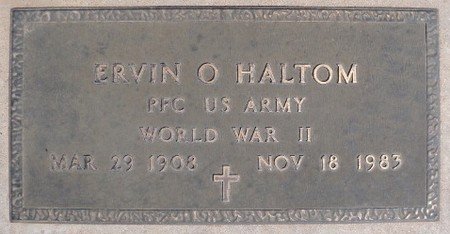 ERVIN O HALTOM
PFC US ARMY
WORLD WAR II
MAR 29 1908 NOV 18 1983